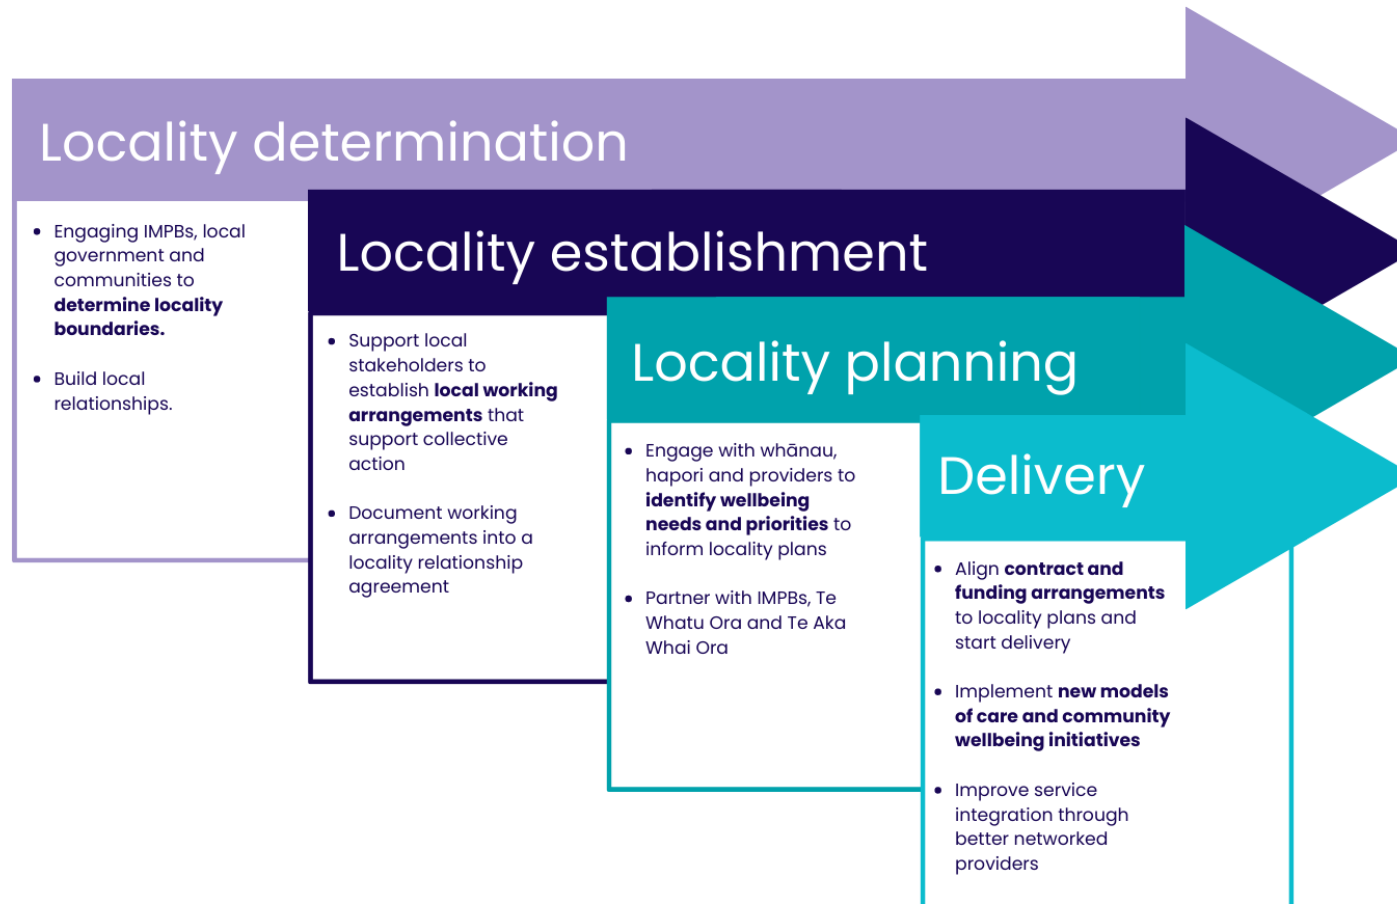 Locality determination
• Engaging IMPBs, local
government and
communities to
determine locality
boundaries.
• Build local
relationships.
Locality establishment
• Support local
stakeholders to
establish local working
arrangements that
support collective
action
• Document working
arrangements into a
locality relationship
agreement
Locality planning
• Engage with whānau,
hapori and providers to
identify wellbeing
needs and priorities to
inform locality plans
• Partner with IMPBs, Te
Whatu Ora and Te Aka
Whai Ora
Delivery
• Align contract and
funding arrangements
to locality plans and
start delivery
• Implement new models
of care and community
wellbeing initiatives
• Improve service
integration through
better networked
providers